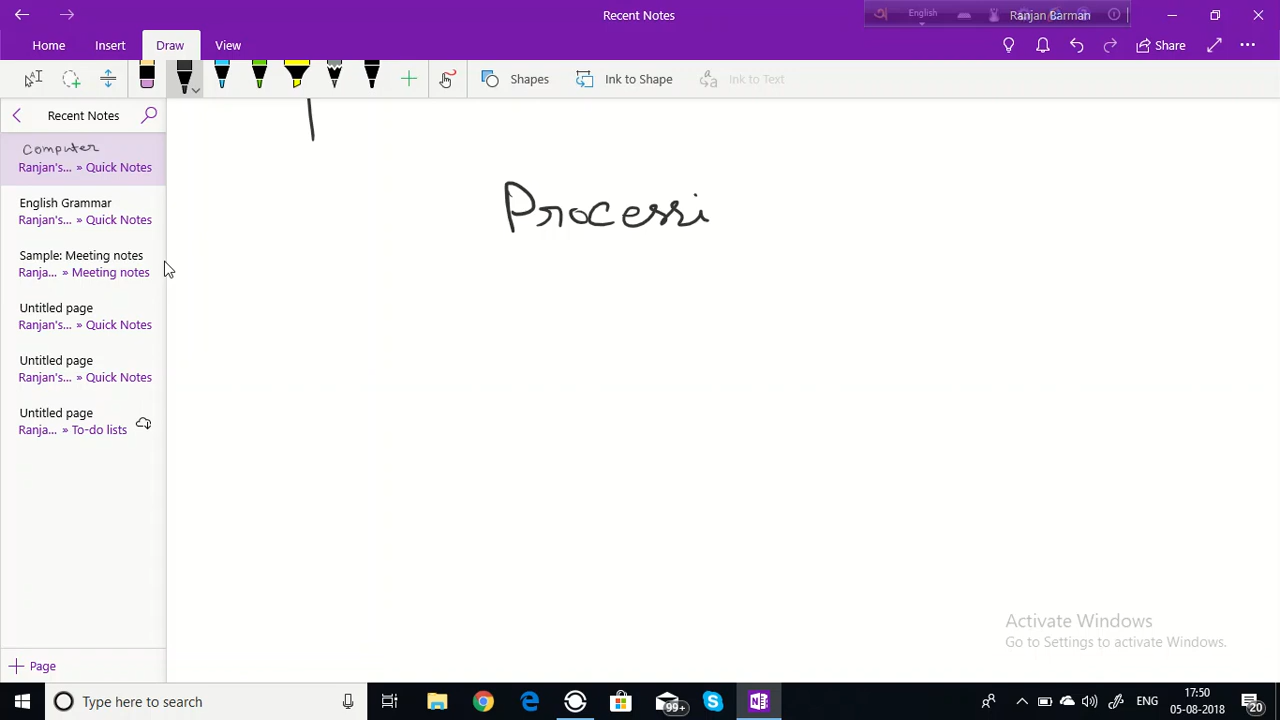 Recent Notes
English
Ranjan Barman
Home Insert Draw View
Share
Shapes Ink to Shape Ink to Text
Recent Notes
Computer
Ranjan's... » Quick Notes
English Grammar
Ranjan's... » Quick Notes
Sample: Meeting notes
Ranja... » Meeting notes
Untitled page
Ranjan's... » Quick Notes
Untitled page
Ranjan's... » Quick Notes
Untitled page
Ranja... » To-do lists
Processi
Activate Windows
Go to Settings to activate Windows.
Page
Type here to search
99+
ENG
17:50
05-08-2018
20